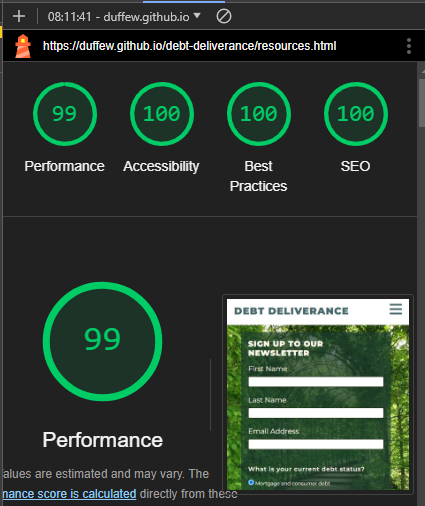 08:11:41 - duffew.github.io
https://duffew.github.io/debt-deliverance/resources.html
99 100 100 100
Performance Accessibility Best Practices SEO
99
Performance
alues are estimated and may vary. The
mance score is calculated directly from these
DEBT DELIVERANCE
SIGN UP TO OUR
NEWSLETTER
First Name
Last Name
Email Address
What is your current debt status?
Mortgage and consumer debt